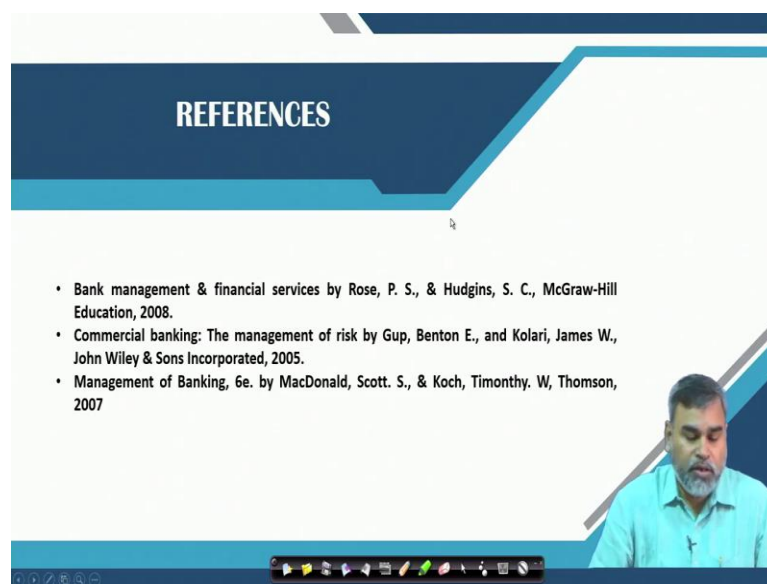 REFERENCES
• Bank management & financial services by Rose, P. S., & Hudgins, S. C., McGraw-Hill
Education, 2008.
• Commercial banking: The management of risk by Gup, Benton E., and Kolari, James W.,
John Wiley & Sons Incorporated, 2005.
• Management of Banking, 6e. by MacDonald, Scott. S., & Koch, Timonthy. W, Thomson,
2007